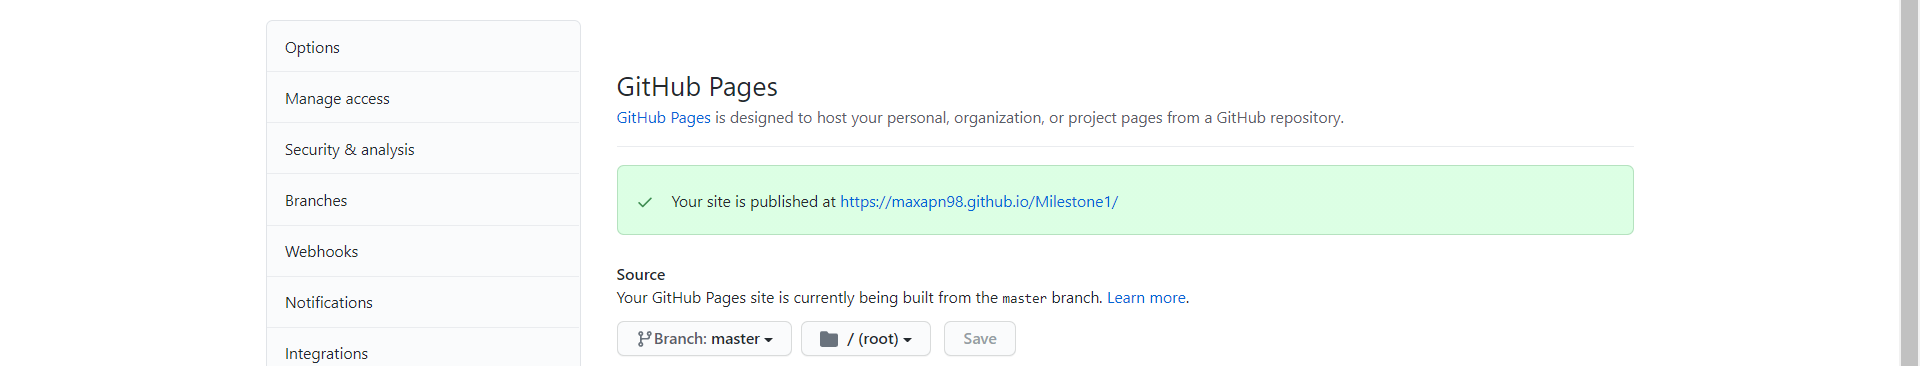 Options
Manage access
Security & analysis
Branches
Webhooks
Notifications
Integrations
GitHub Pages
GitHub Pages is designed to host your personal, organization, or project pages from a GitHub repository.
Your site is published at https://maxapn98.github.io/Milestone1/
Source
Your GitHub Pages site is currently being built from the master branch. Learn more.
Branch: master / (root) Save